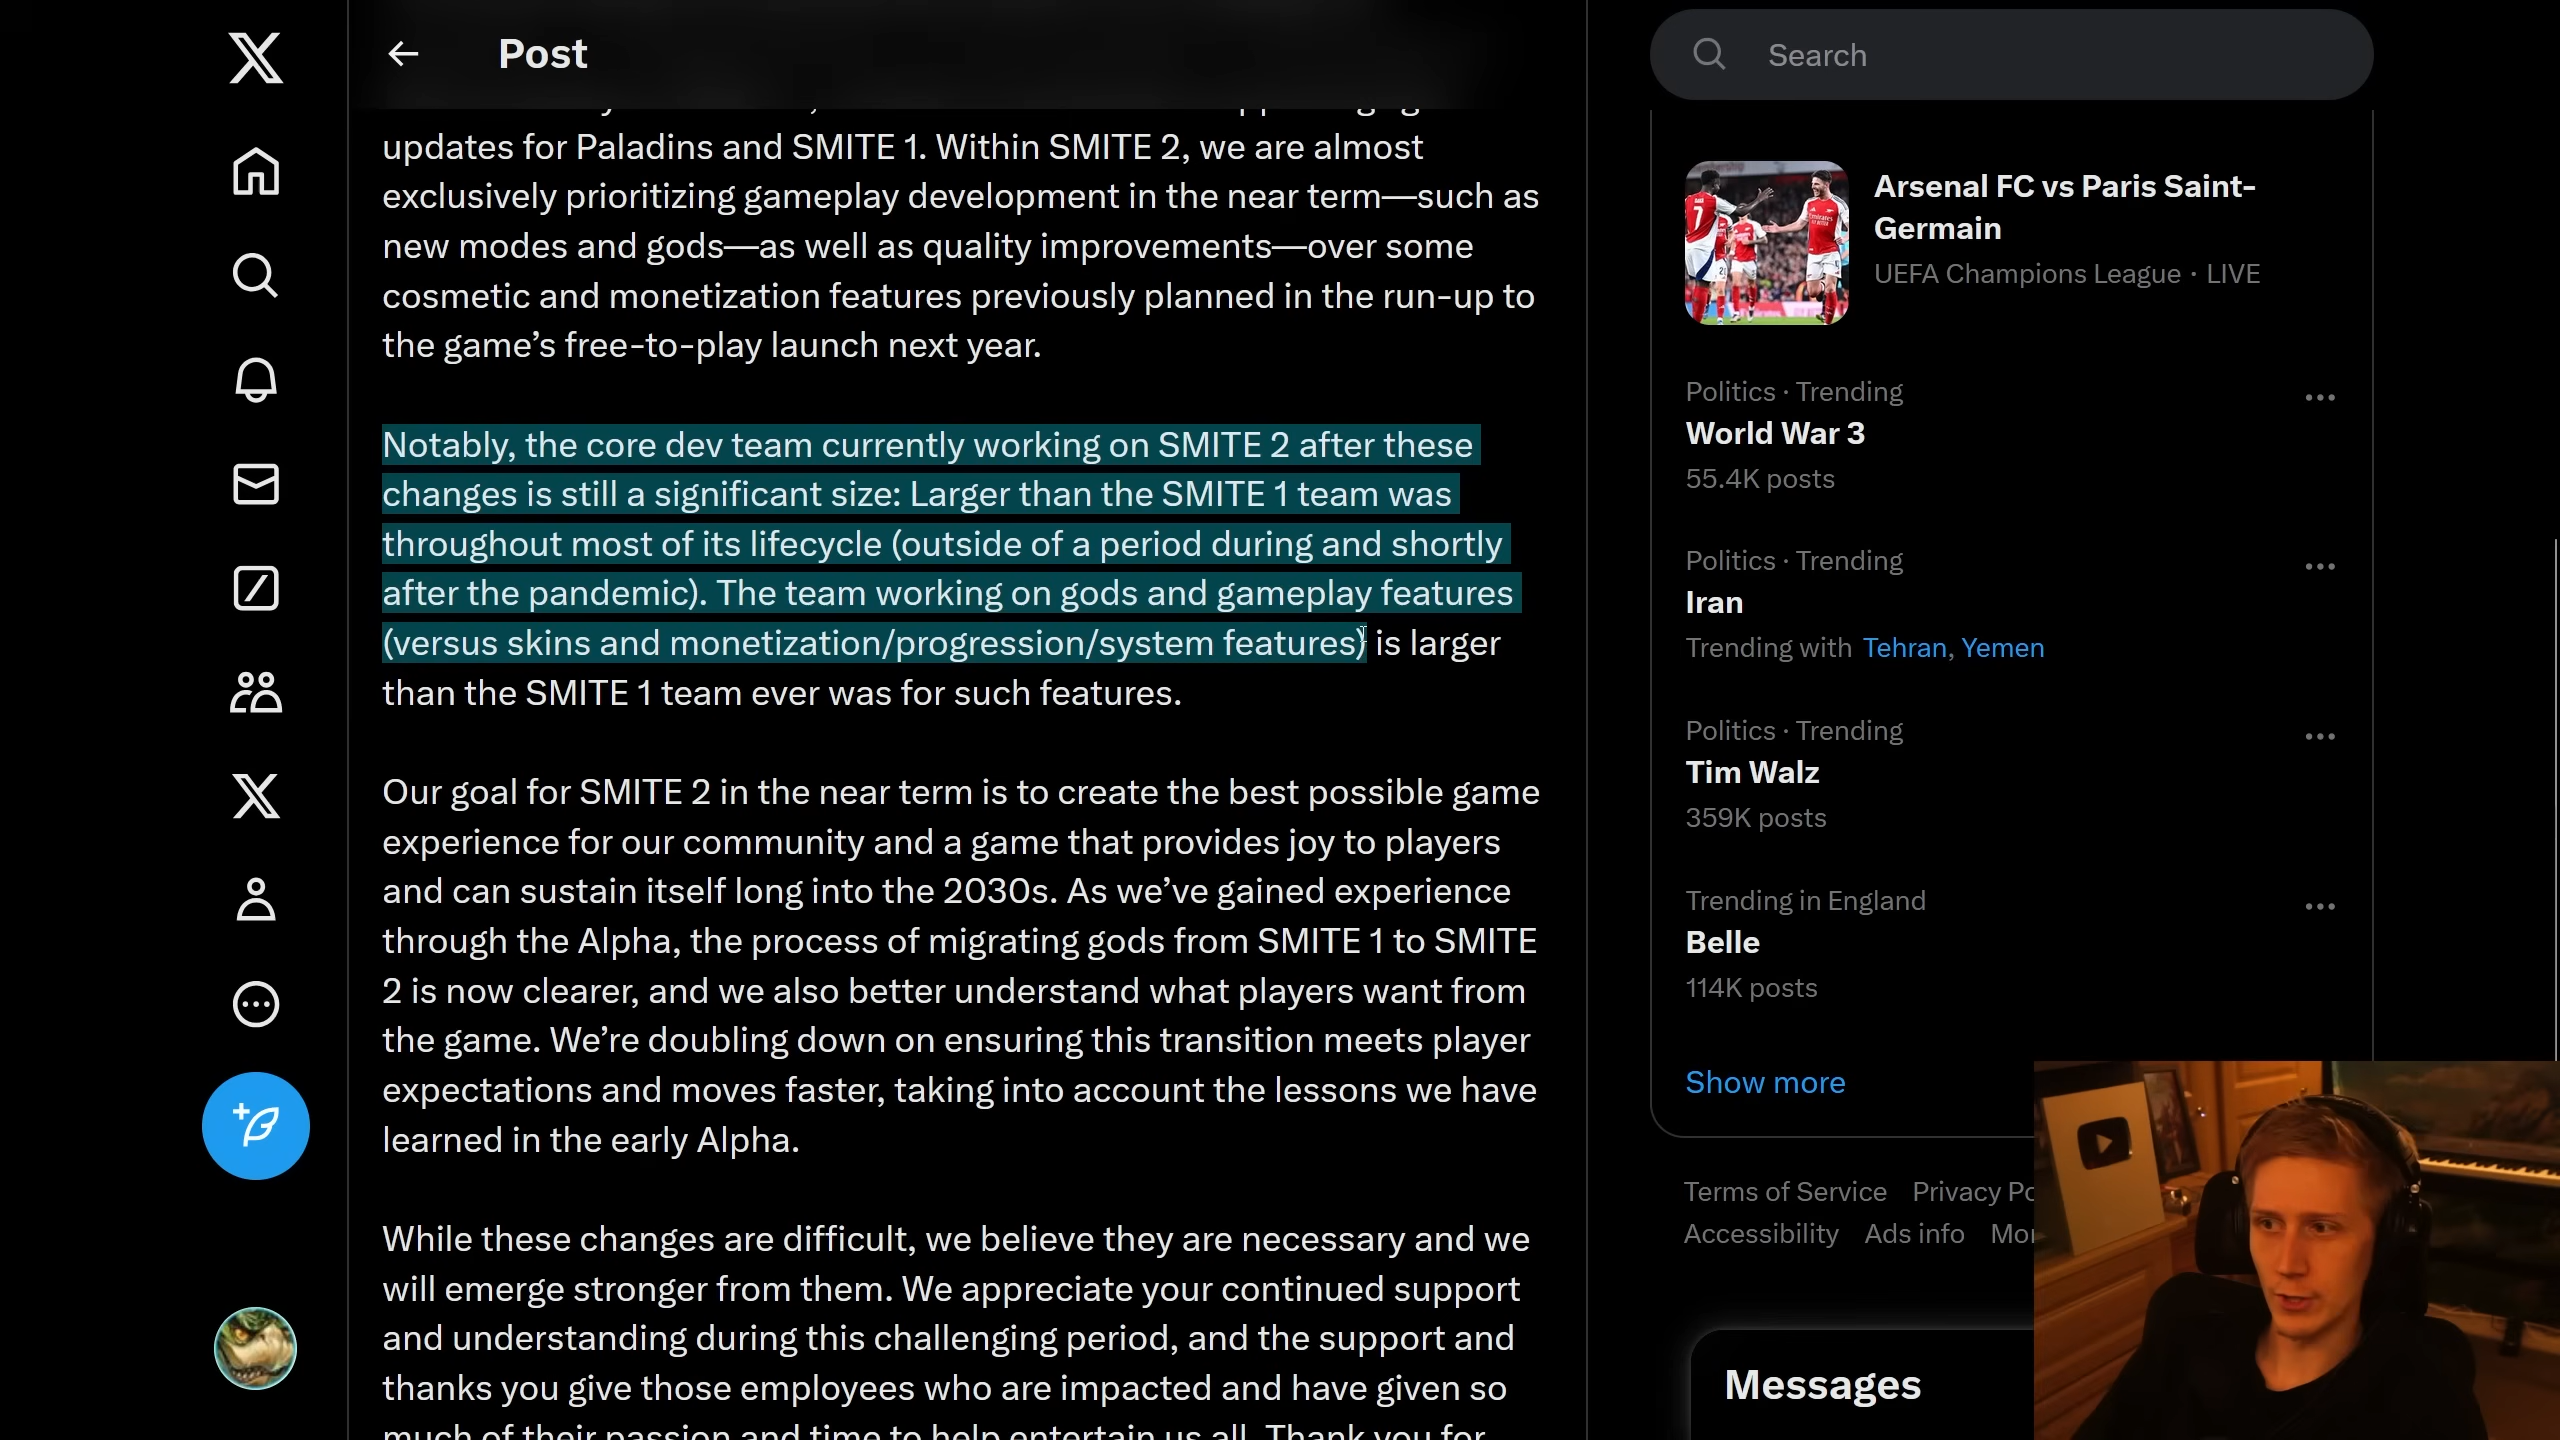 Post
Search
updates for Paladins and SMITE 1. Within SMITE 2, we are almost
exclusively prioritizing gameplay development in the near term—such as
new modes and gods—as well as quality improvements—over some
cosmetic and monetization features previously planned in the run-up to
the game’s free-to-play launch next year.
Notably, the core dev team currently working on SMITE 2 after these
changes is still a significant size: Larger than the SMITE 1 team was
throughout most of its lifecycle (outside of a period during and shortly
after the pandemic). The team working on gods and gameplay features
(versus skins and monetization/progression/system features) is larger
than the SMITE 1 team ever was for such features.
Our goal for SMITE 2 in the near term is to create the best possible game
experience for our community and a game that provides joy to players
and can sustain itself long into the 2030s. As we’ve gained experience
through the Alpha, the process of migrating gods from SMITE 1 to SMITE
2 is now clearer, and we also better understand what players want from
the game. We’re doubling down on ensuring this transition meets player
expectations and moves faster, taking into account the lessons we have
learned in the early Alpha.
While these changes are difficult, we believe they are necessary and we
will emerge stronger from them. We appreciate your continued support
and understanding during this challenging period, and the support and
thanks you give those employees who are impacted and have given so
much of their passion and time to help entertain us all. Thank you for
Arsenal FC vs Paris Saint-
Germain
UEFA Champions League · LIVE
Politics · Trending
World War 3
55.4K posts
Politics · Trending
Iran
Trending with Tehran, Yemen
Politics · Trending
Tim Walz
359K posts
Trending in England
Belle
114K posts
Show more
Terms of Service Privacy
Accessibility Ads info
Messages